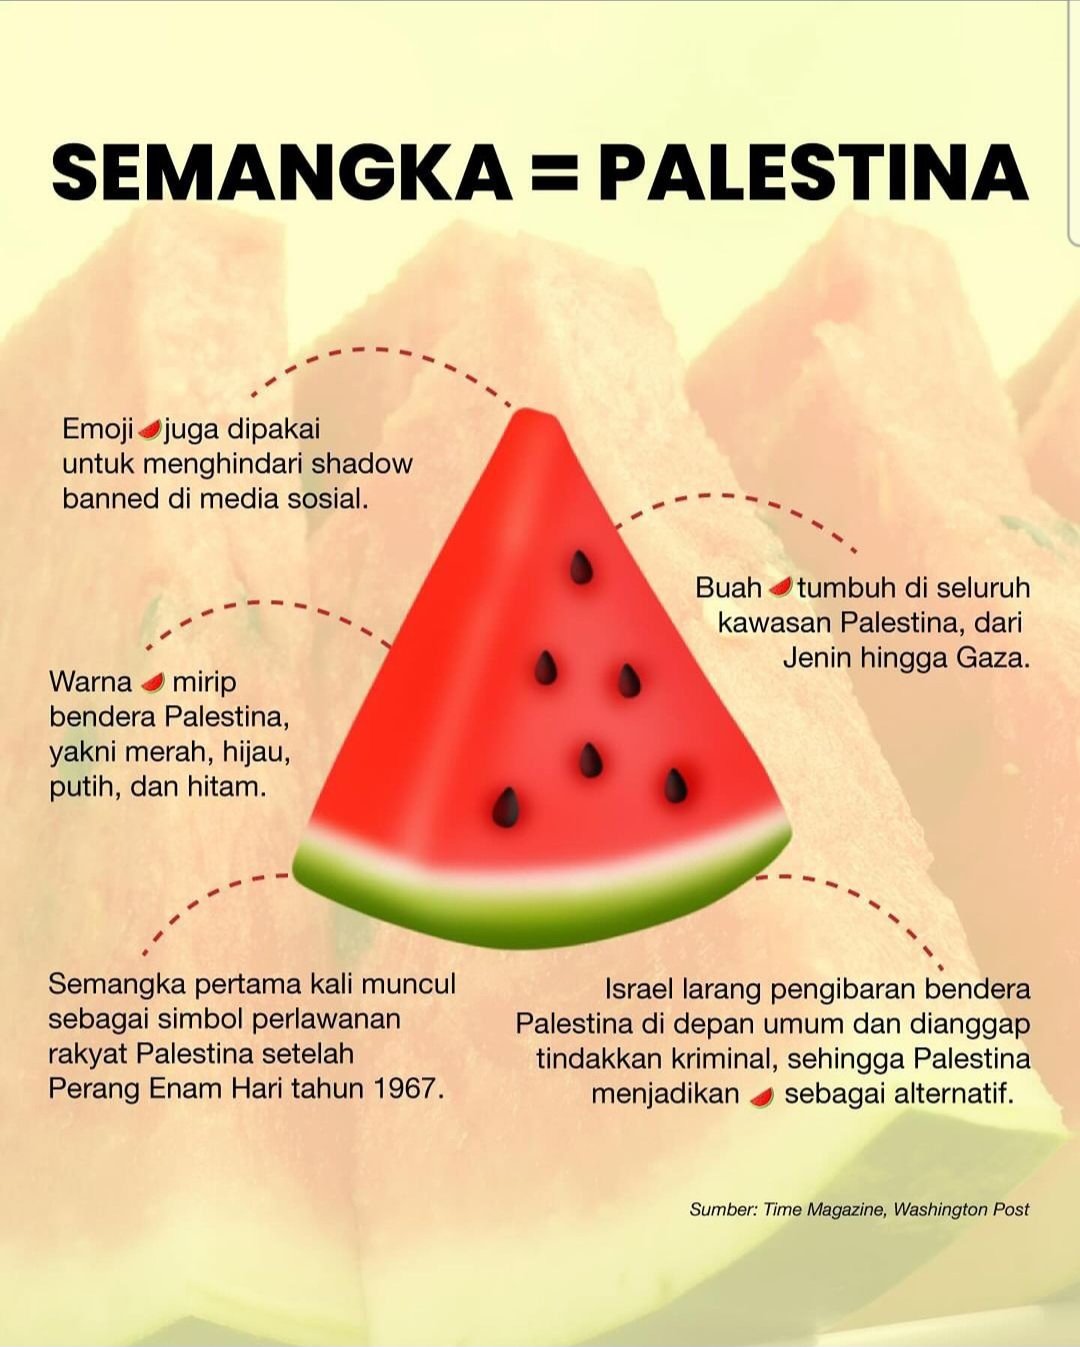 SEMANGKA = PALESTINA
Emoji 🍉 juga dipakai
untuk menghindari shadow
banned di media sosial.
Buah 🍉 tumbuh di seluruh
kawasan Palestina, dari
Jenin hingga Gaza.
Warna 🍉 mirip
bendera Palestina,
yakni merah, hijau,
putih, dan hitam.
Semangka pertama kali muncul
sebagai simbol perlawanan
rakyat Palestina setelah
Perang Enam Hari tahun 1967.
Israel larang pengibaran bendera
Palestina di depan umum dan dianggap
tindakkan kriminal, sehingga Palestina
menjadikan 🍉 sebagai alternatif.
Sumber: Time Magazine, Washington Post